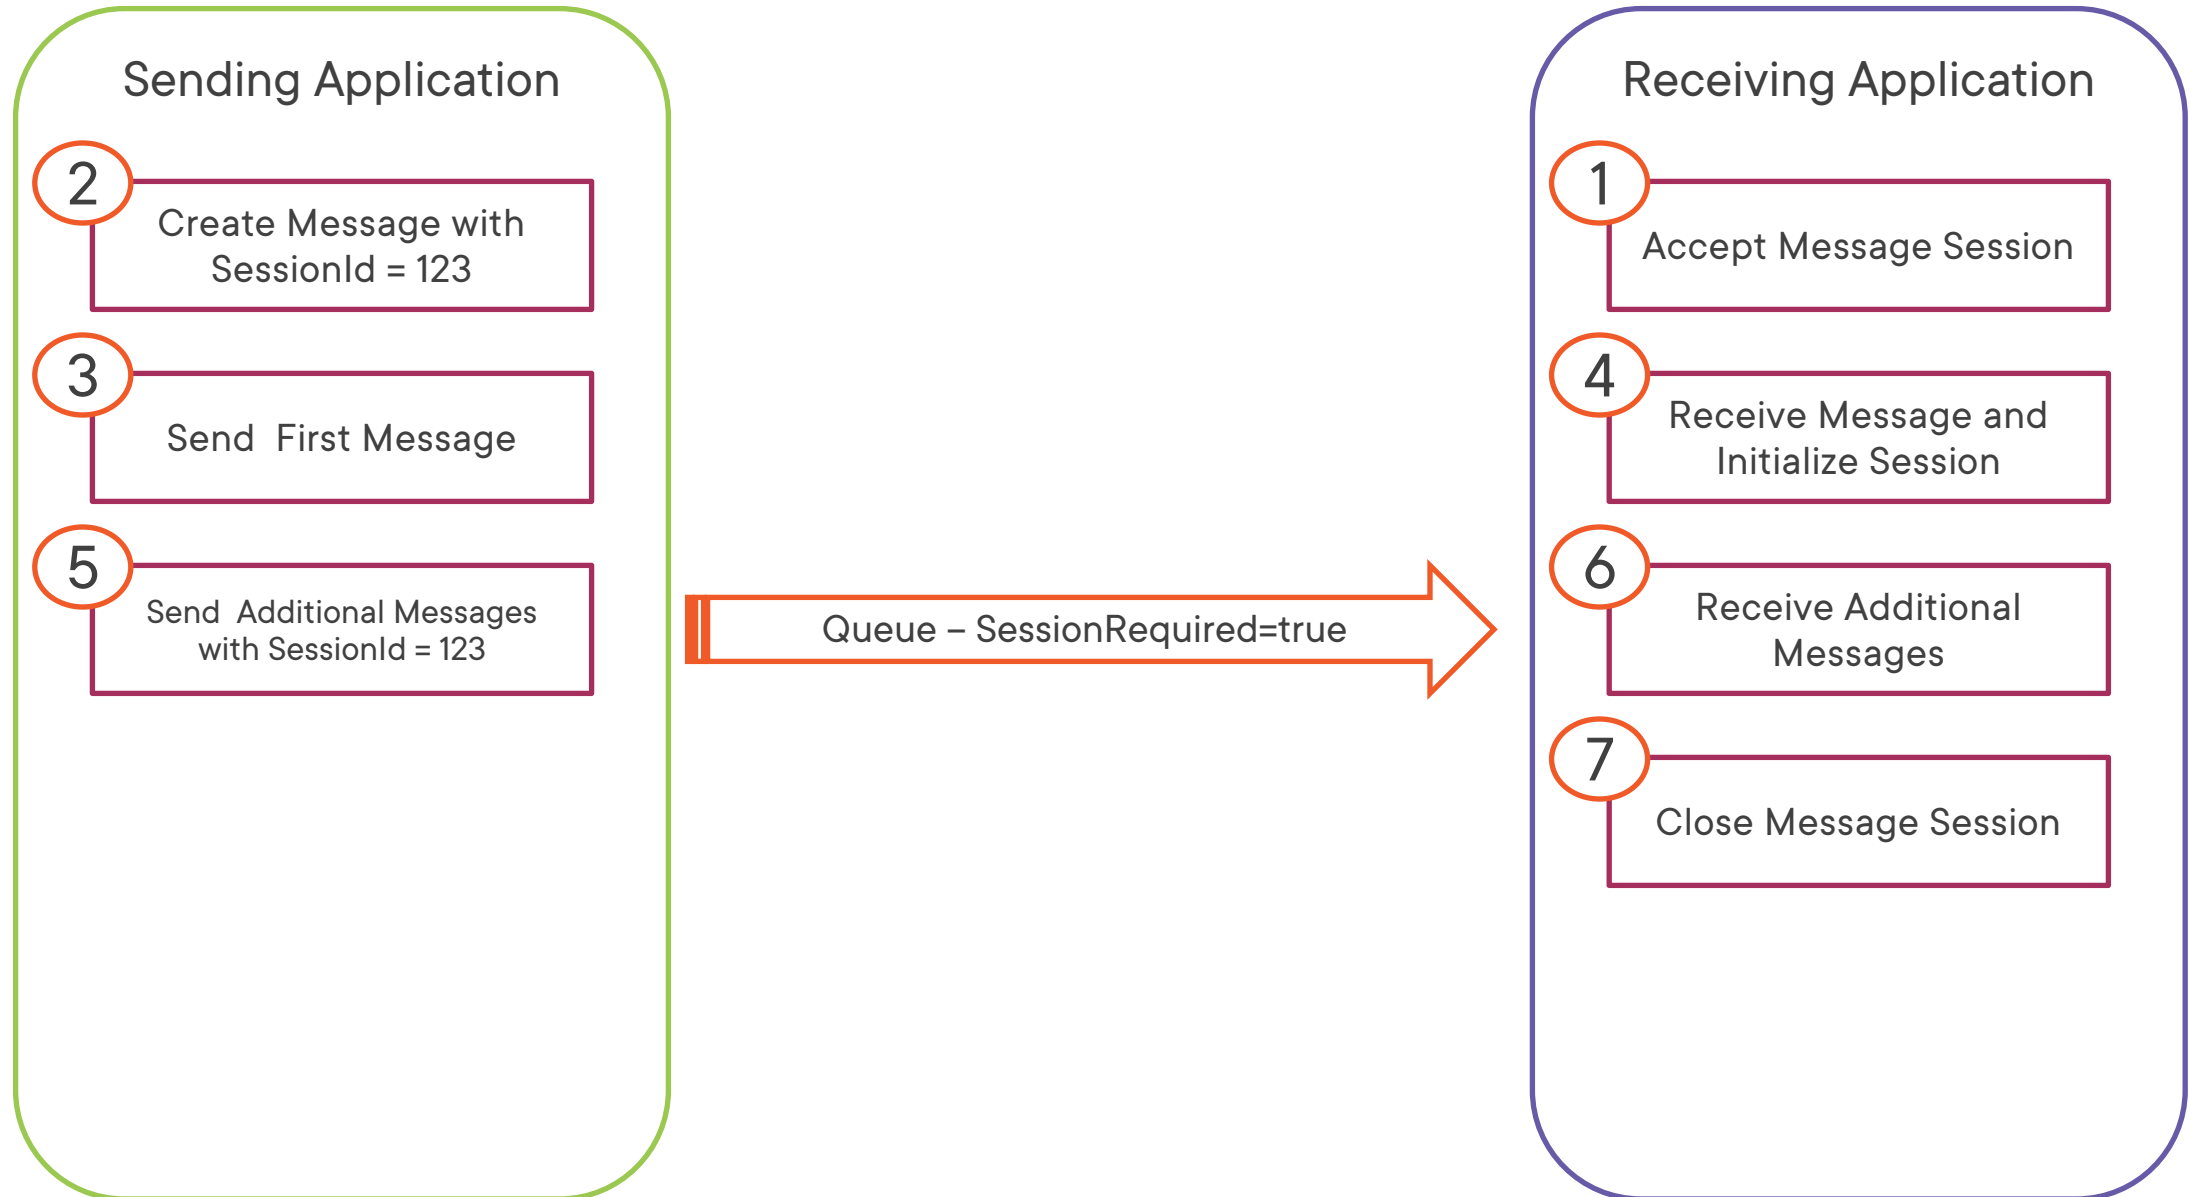 Sending Application
2
Create Message with
SessionId = 123
3
Send  First Message
5
Send  Additional Messages
with SessionId = 123
Queue – SessionRequired=true
Receiving Application
1
Accept Message Session
4
Receive Message and
Initialize Session
6
Receive Additional
Messages
7
Close Message Session